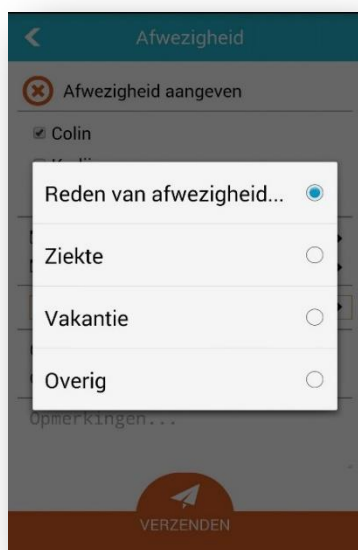 Afwezigheid
Afwezigheid aangeven
Colin
Reden van afwezigheid...
Ziekte
Vakantie
Overig
Opmerkingen...
VERZENDEN